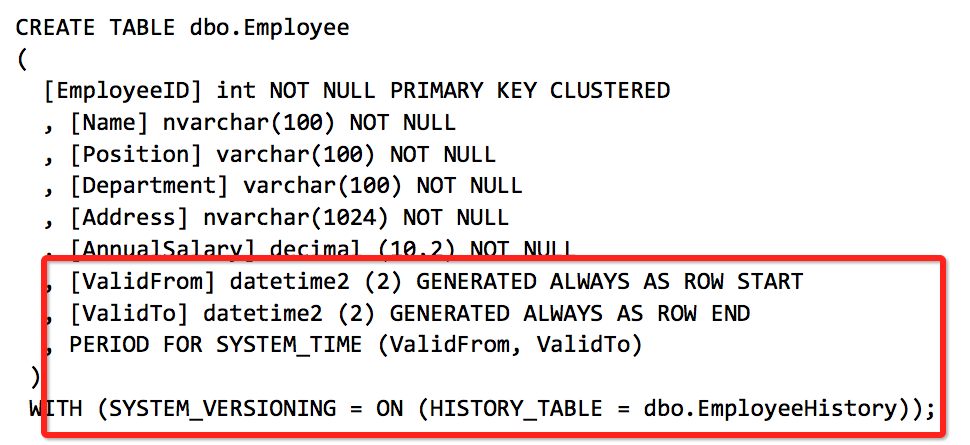 CREATE TABLE dbo.Employee
(
[EmployeeID] int NOT NULL PRIMARY KEY CLUSTERED
, [Name] nvarchar(100) NOT NULL
, [Position] varchar(100) NOT NULL
, [Department] varchar(100) NOT NULL
, [Address] nvarchar(1024) NOT NULL
, [AnnualSalary] decimal (10,2) NOT NULL
, [ValidFrom] datetime2 (2) GENERATED ALWAYS AS ROW START
, [ValidTo] datetime2 (2) GENERATED ALWAYS AS ROW END
, PERIOD FOR SYSTEM_TIME (ValidFrom, ValidTo)
)
WITH (SYSTEM_VERSIONING = ON (HISTORY_TABLE = dbo.EmployeeHistory));